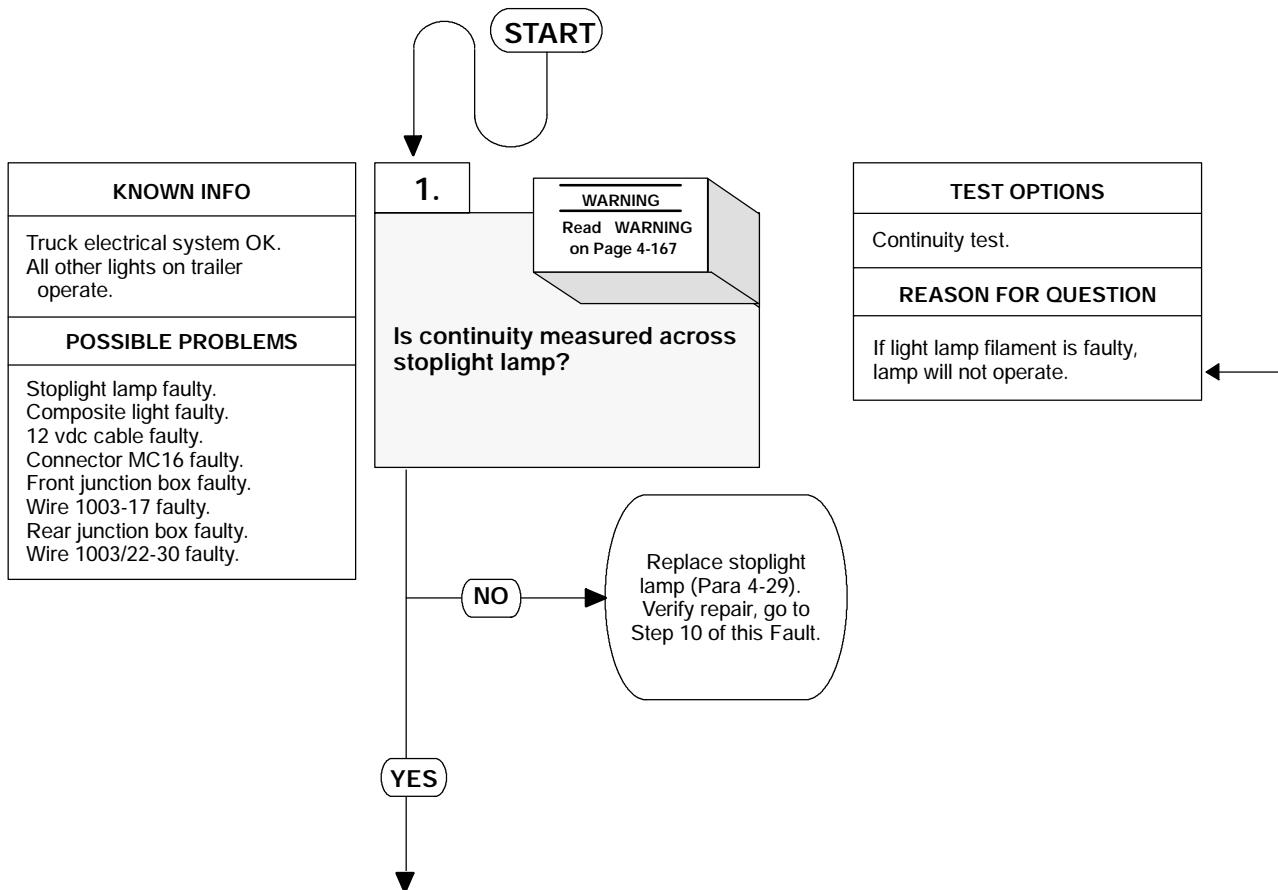 START
KNOWN INFO
Truck electrical system OK.
All other lights on trailer
operate.
POSSIBLE PROBLEMS
Stoplight lamp faulty.
Composite light faulty.
12 vdc cable faulty.
Connector MC16 faulty.
Front junction box faulty.
Wire 1003-17 faulty.
Rear junction box faulty.
Wire 1003/22-30 faulty.
1.
WARNING
Read WARNING
on Page 4-167
Is continuity measured across
stoplight lamp?
TEST OPTIONS
Continuity test.
REASON FOR QUESTION
If light lamp filament is faulty,
lamp will not operate.
NO
Replace stoplight
lamp (Para 4-29).
Verify repair, go to
Step 10 of this Fault.
YES